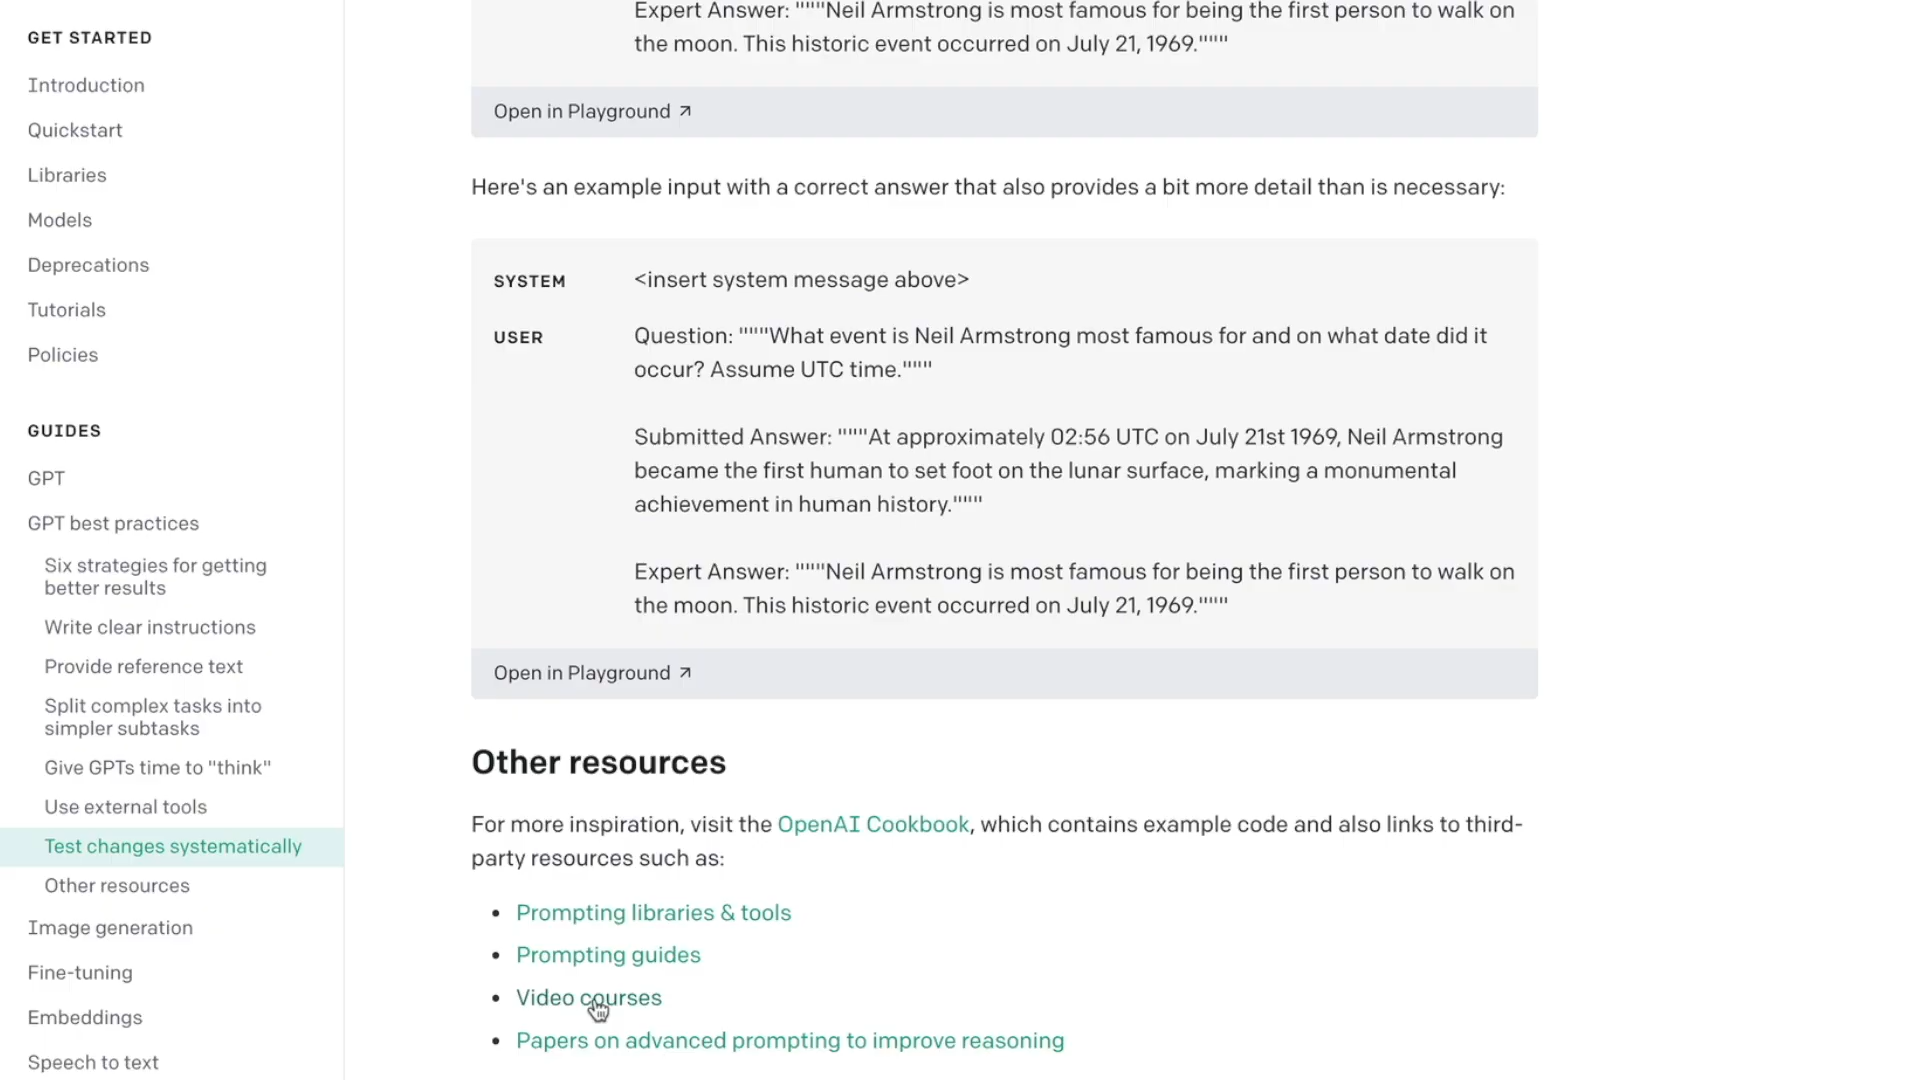 GET STARTED
Introduction
Quickstart
Libraries
Models
Deprecations
Tutorials
Policies
GUIDES
GPT
GPT best practices
Six strategies for getting
better results
Write clear instructions
Provide reference text
Split complex tasks into
simpler subtasks
Give GPTs time to "think"
Use external tools
Test changes systematically
Other resources
Image generation
Fine-tuning
Embeddings
Speech to text
Expert Answer: """Neil Armstrong is most famous for being the first person to walk on
the moon. This historic event occurred on July 21, 1969."""
Open in Playground ↗
Here's an example input with a correct answer that also provides a bit more detail than is necessary:
SYSTEM <insert system message above>
USER Question: """What event is Neil Armstrong most famous for and on what date did it
occur? Assume UTC time."""
Submitted Answer: """At approximately 02:56 UTC on July 21st 1969, Neil Armstrong
became the first human to set foot on the lunar surface, marking a monumental
achievement in human history."""
Expert Answer: """Neil Armstrong is most famous for being the first person to walk on
the moon. This historic event occurred on July 21, 1969."""
Open in Playground ↗
Other resources
For more inspiration, visit the OpenAI Cookbook, which contains example code and also links to third-
party resources such as:
• Prompting libraries & tools
• Prompting guides
• Video courses
• Papers on advanced prompting to improve reasoning